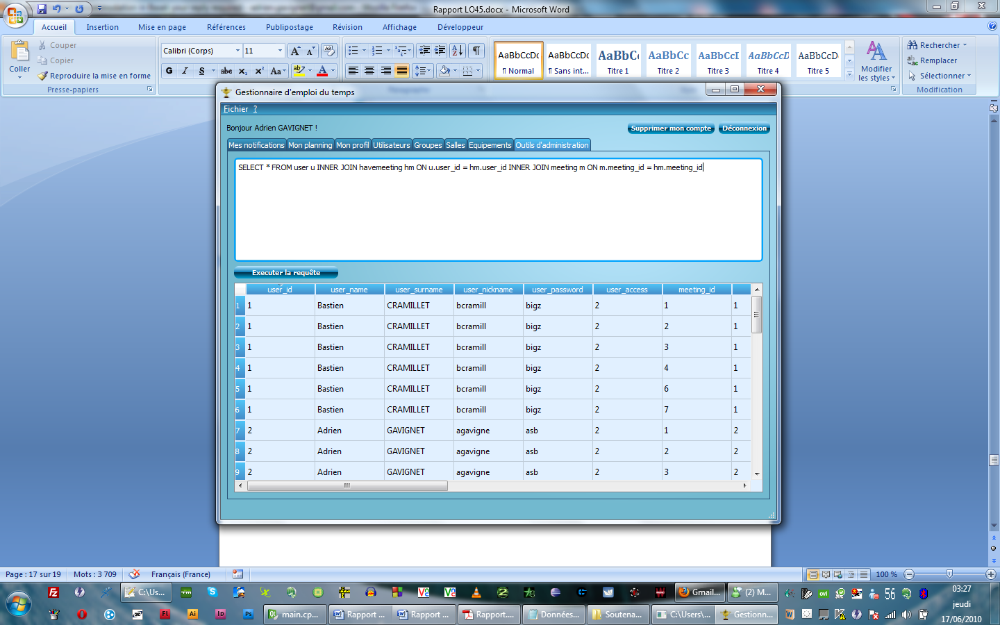 Rapport LO45.docx - Microsoft Word
Accueil Insertion Mise en page Références Publipostage Révision Affichage Développeur
Coller
Couper
Copier
Reproduire la mise en forme
Presse-papiers
Calibri (Corps) 11
G I S abc x₂ x² Aa
AaBbCcDc AaBbCcDc AaBbC AaBbCc AaBbCcI AaBbCcD AaBbCcD
¶ Normal ¶ Sans int... Titre 1 Titre 2 Titre 3 Titre 4 Titre 5
Modifier
les styles
Rechercher
Remplacer
Sélectionner
Modification
Gestionnaire d'emploi du temps
Fichier ?
Bonjour Adrien GAVIGNET !
Supprimer mon compte Déconnexion
Mes notifications Mon planning Mon profil Utilisateurs Groupes Salles Equipements Outils d'administration
SELECT * FROM user u INNER JOIN havemeeting hm ON u.user_id = hm.user_id INNER JOIN meeting m ON m.meeting_id = hm.meeting_id
Executer la requête
user_id user_name user_surname user_nickname user_password user_access meeting_id
1 1 Bastien CRAMILLET bcramill bigz 2 1 1
2 1 Bastien CRAMILLET bcramill bigz 2 2 1
3 1 Bastien CRAMILLET bcramill bigz 2 3 1
4 1 Bastien CRAMILLET bcramill bigz 2 4 1
5 1 Bastien CRAMILLET bcramill bigz 2 6 1
6 1 Bastien CRAMILLET bcramill bigz 2 7 1
7 2 Adrien GAVIGNET agavigne asb 2 1 2
8 2 Adrien GAVIGNET agavigne asb 2 2 2
9 2 Adrien GAVIGNET agavigne asb 2 3 2
Page : 17 sur 19 Mots : 3 709 Français (France) 100 %
C:\Us... Gmail... (2) M... 56 03:27
jeudi
Fl Ai Id Ps main.cp... Rapport ... Rapport ... Rapport.... Données... Soutena... C:\Users\... Gestionn... 17/06/2010